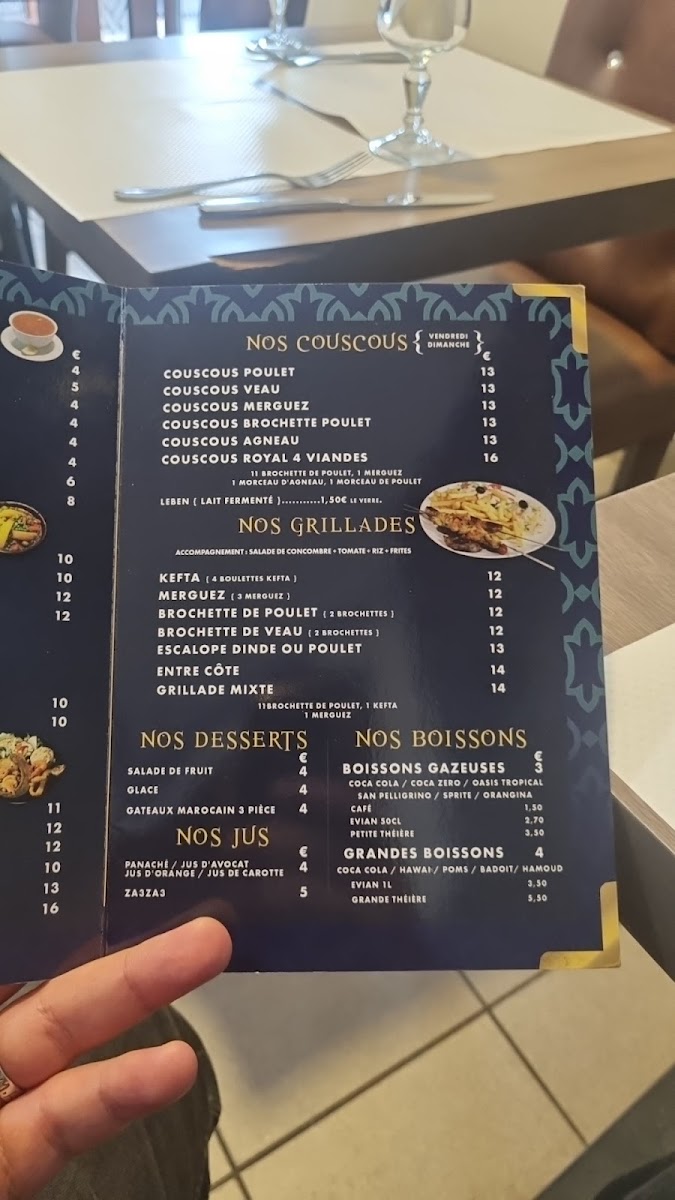 €
4
5
4
4
4
4
6
8
10
10
12
12
10
10
11
12
12
10
13
16
NOS COUSCOUS { VENDREDI DIMANCHE }
€
COUSCOUS POULET 13
COUSCOUS VEAU 13
COUSCOUS MERGUEZ 13
COUSCOUS BROCHETTE POULET 13
COUSCOUS AGNEAU 13
COUSCOUS ROYAL 4 VIANDES 16
11 BROCHETTE DE POULET, 1 MERGUEZ
1 MORCEAU D'AGNEAU, 1 MORCEAU DE POULET
LEBEN ( LAIT FERMENTÉ )...........1,50€ LE VERRE.
NOS GRILLADES
ACCOMPAGNEMENT : SALADE DE CONCOMBRE + TOMATE + RIZ + FRITES
KEFTA ( 4 BOULETTES KEFTA ) 12
MERGUEZ ( 3 MERGUEZ ) 12
BROCHETTE DE POULET ( 2 BROCHETTES ) 12
BROCHETTE DE VEAU ( 2 BROCHETTES ) 12
ESCALOPE DINDE OU POULET 13
ENTRE CÔTE 14
GRILLADE MIXTE 14
11BROCHETTE DE POULET, 1 KEFTA
1 MERGUEZ
NOS DESSERTS
€
SALADE DE FRUIT 4
GLACE 4
GATEAUX MAROCAIN 3 PIÈCE 4
NOS JUS
€
PANACHÉ / JUS D'AVOCAT 4
JUS D'ORANGE / JUS DE CAROTTE
ZA3ZA3 5
NOS BOISSONS
€
BOISSONS GAZEUSES 3
COCA COLA / COCA ZERO / OASIS TROPICAL
SAN PELLIGRINO / SPRITE / ORANGINA
CAFÉ 1,50
EVIAN 50CL 2,70
PETITE THÉIÈRE 3,50
GRANDES BOISSONS 4
COCA COLA / HAWAI / POMS / BADOIT/ HAMOUD
EVIAN 1L 3,50
GRANDE THÉIÈRE 5,50